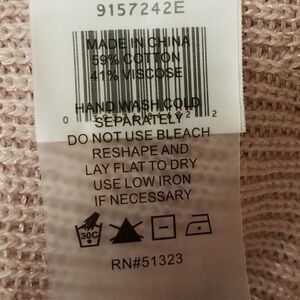 9157242E
MADE IN CHINA
59% COTTON
41% VISCOSE
HAND WASH COLD
SEPARATELY
DO NOT USE BLEACH
RESHAPE AND
LAY FLAT TO DRY
USE LOW IRON
IF NECESSARY
30C
RN#51323